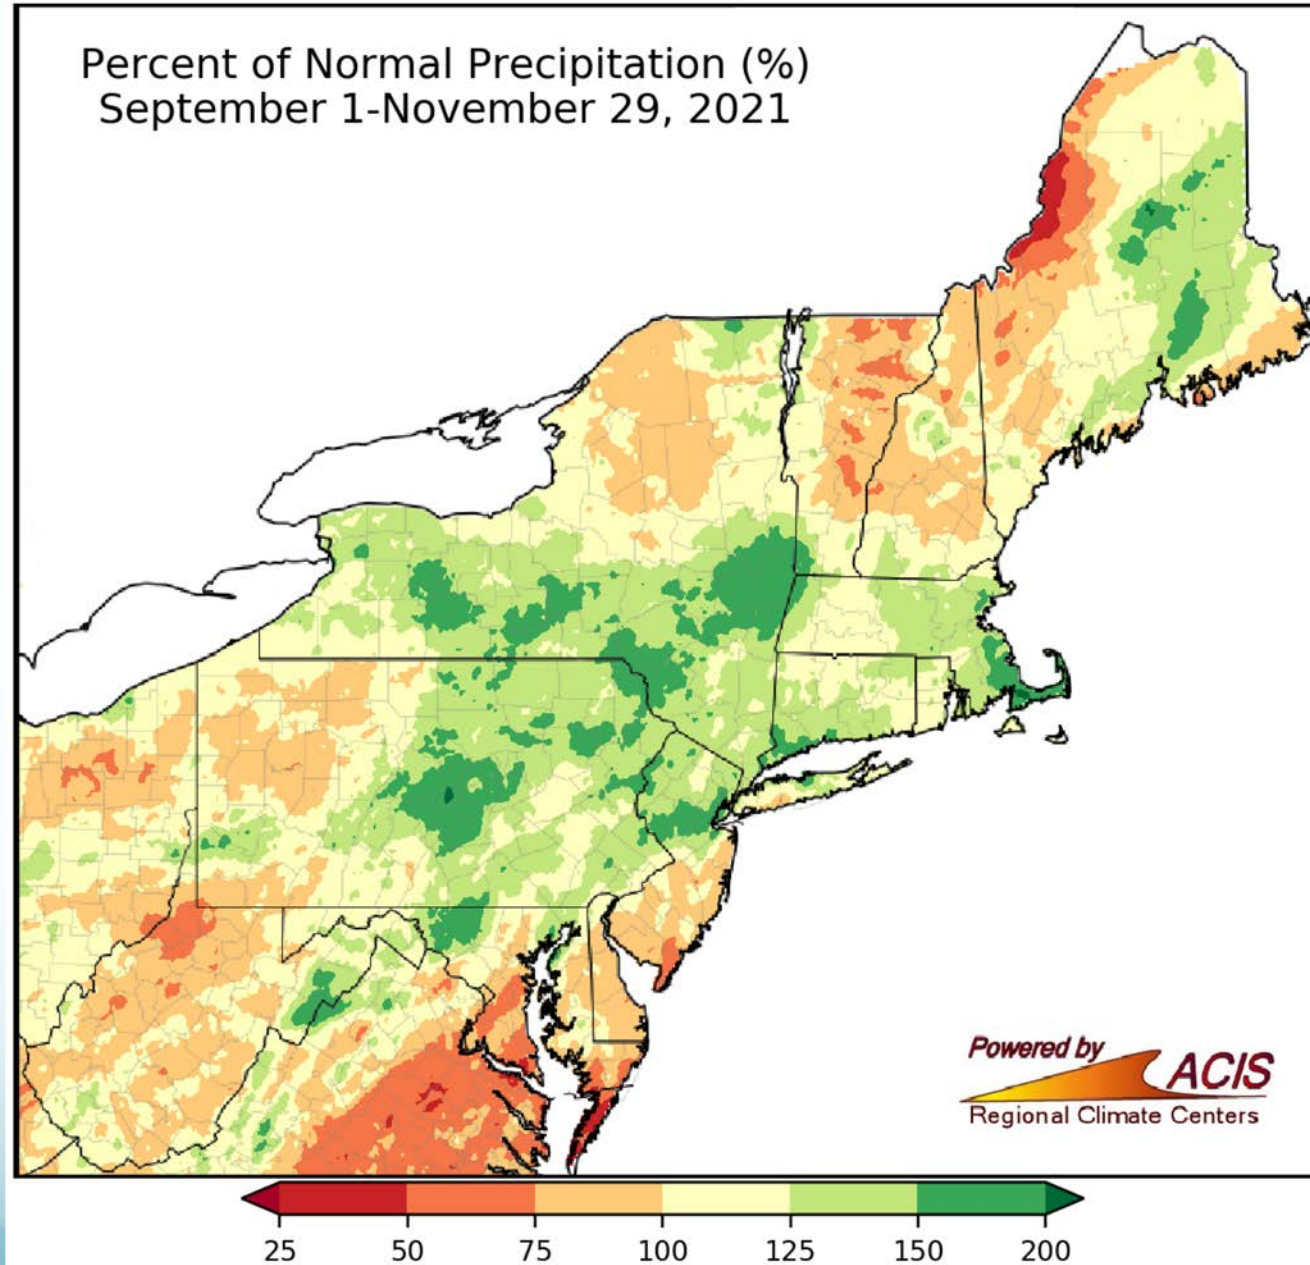 Percent of Normal Precipitation (%)
September 1-November 29, 2021
Powered by
ACIS
Regional Climate Centers
25 50 75 100 125 150 200